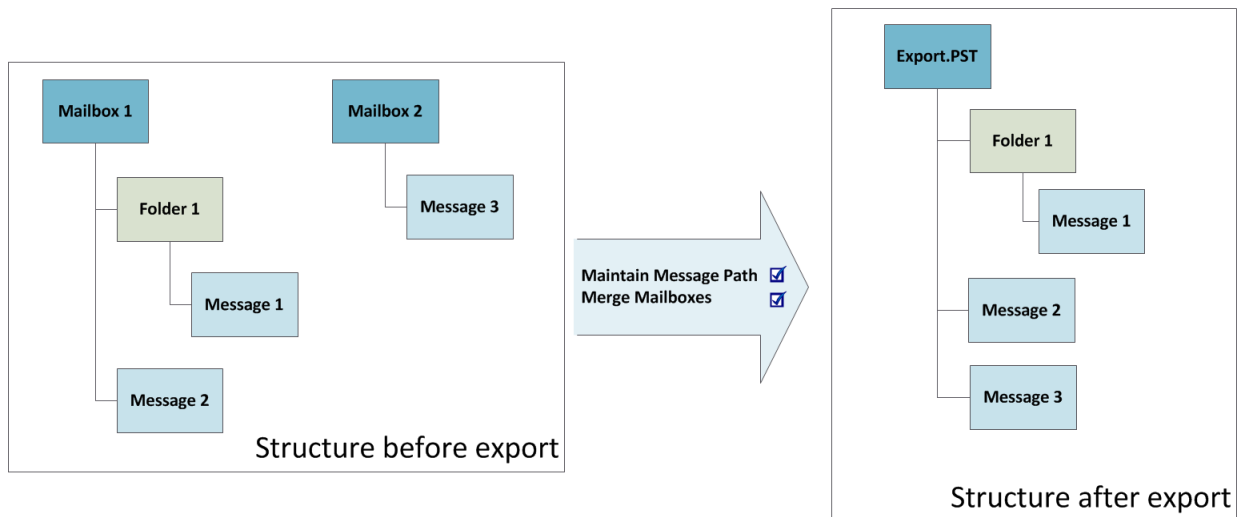 Mailbox 1
Mailbox 2
Folder 1
Message 3
Message 1
Message 2
Structure before export
Maintain Message Path
Merge Mailboxes
Export.PST
Folder 1
Message 1
Message 2
Message 3
Structure after export